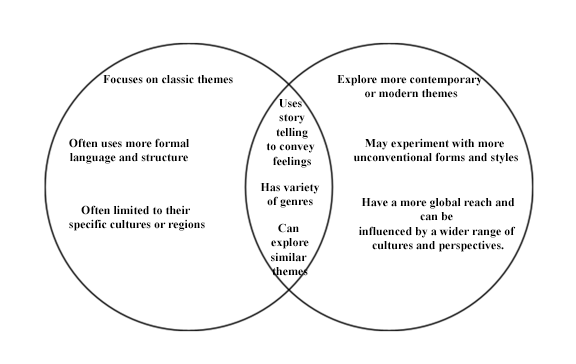 Focuses on classic themes
Often uses more formal
language and structure
Often limited to their
specific cultures or regions
Uses
story
telling
to convey
feelings
Has variety
of genres
Can
explore
similar
themes
Explore more contemporary
or modern themes
May experiment with more
unconventional forms and styles
Have a more global reach and
can be
influenced by a wider range of
cultures and perspectives.